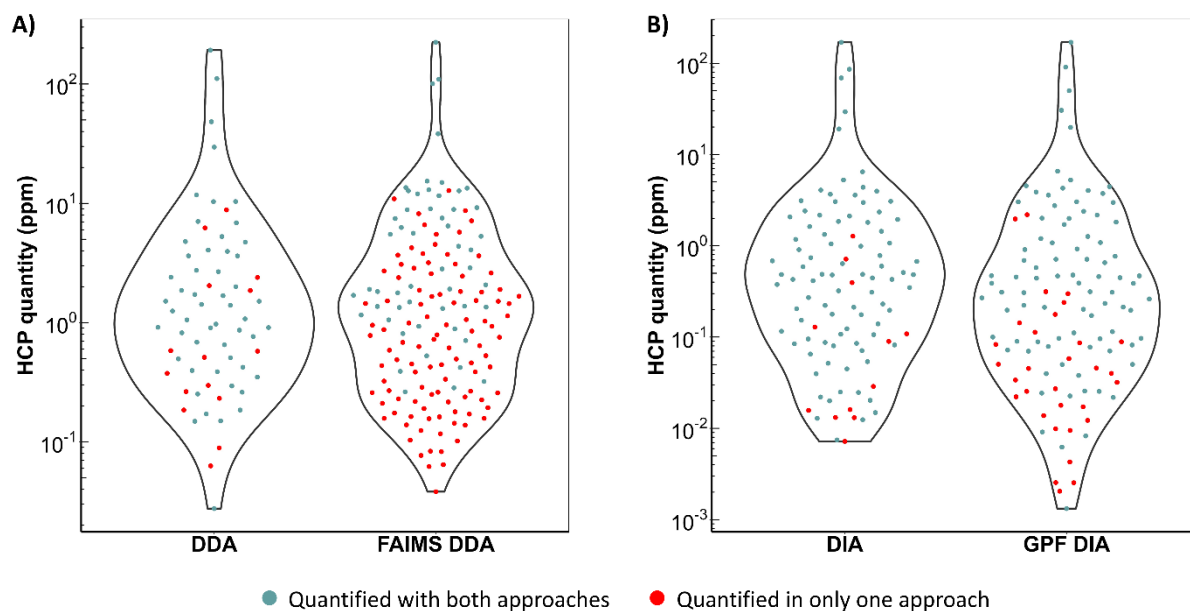 A)
HCP quantity (ppm)
10²
10¹
10⁰
10⁻¹
DDA
FAIMS DDA
B)
HCP quantity (ppm)
10²
10¹
10⁰
10⁻¹
10⁻²
10⁻³
DIA
GPF DIA
Quantified with both approaches
Quantified in only one approach